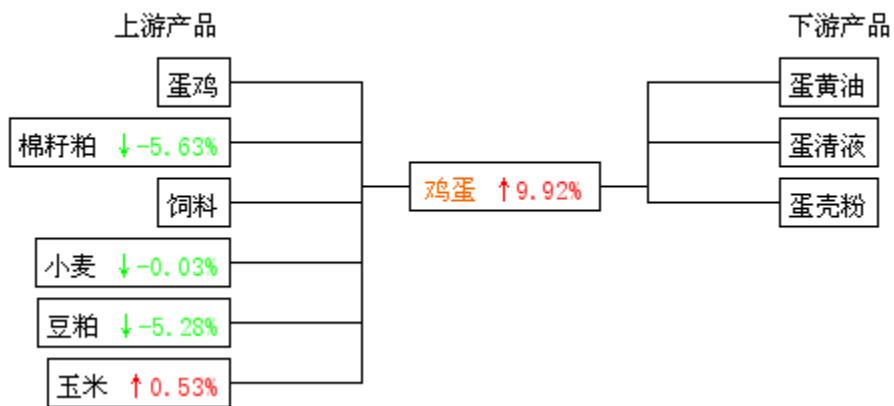 上游产品
下游产品
蛋鸡
蛋黄油
棉籽粕 ↓-5.63%
蛋清液
鸡蛋 ↑9.92%
饲料
蛋壳粉
小麦 ↓-0.03%
豆粕 ↓-5.28%
玉米 ↑0.53%